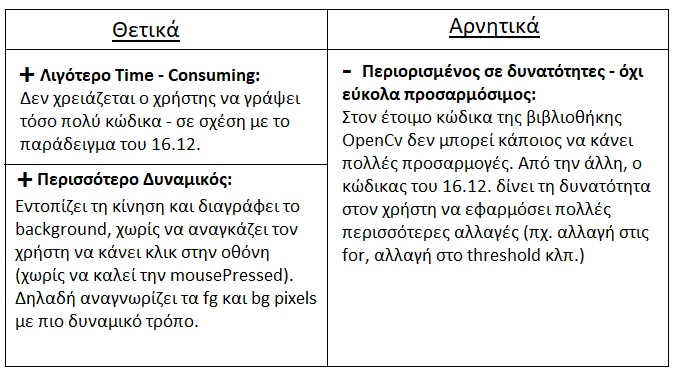 Θετικά
+ Λιγότερο Time - Consuming:
Δεν χρειάζεται ο χρήστης να γράψει
τόσο πολύ κώδικα - σε σχέση με το
παράδειγμα του 16.12.
+ Περισσότερο Δυναμικός:
Εντοπίζει τη κίνηση και διαγράφει το
background, χωρίς να αναγκάζει τον
χρήστη να κάνει κλικ στην οθόνη
(χωρίς να καλεί την mousePressed).
Δηλαδή αναγνωρίζει τα fg και bg pixels
με πιο δυναμικό τρόπο.
Αρνητικά
- Περιορισμένος σε δυνατότητες - όχι
εύκολα προσαρμόσιμος:
Στον έτοιμο κώδικα της βιβλιοθήκης
OpenCv δεν μπορεί κάποιος να κάνει
πολλές προσαρμογές. Από την άλλη, ο
κώδικας του 16.12. δίνει τη δυνατότητα
στον χρήστη να εφαρμόσει πολλές
περισσότερες αλλαγές (πχ. αλλαγή στις
for, αλλαγή στο threshold κλπ.)